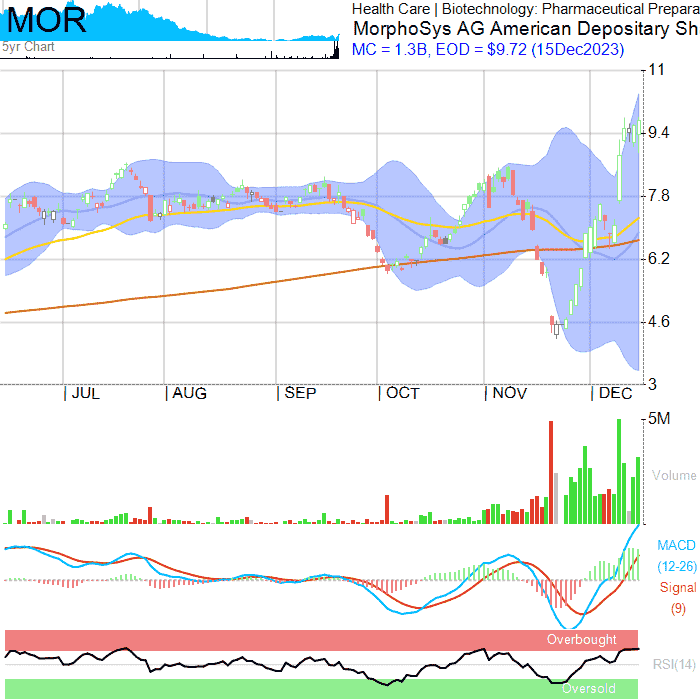 MOR
5yr Chart
Health Care | Biotechnology: Pharmaceutical Prepara
MorphoSys AG American Depositary Sh
MC = 1.3B, EOD = $9.72 (15Dec2023)
11
9.4
7.8
6.2
4.6
3
JUL AUG SEP OCT NOV DEC
5M
Volume
MACD
(12-26)
Signal
(9)
Overbought
RSI(14)
Oversold